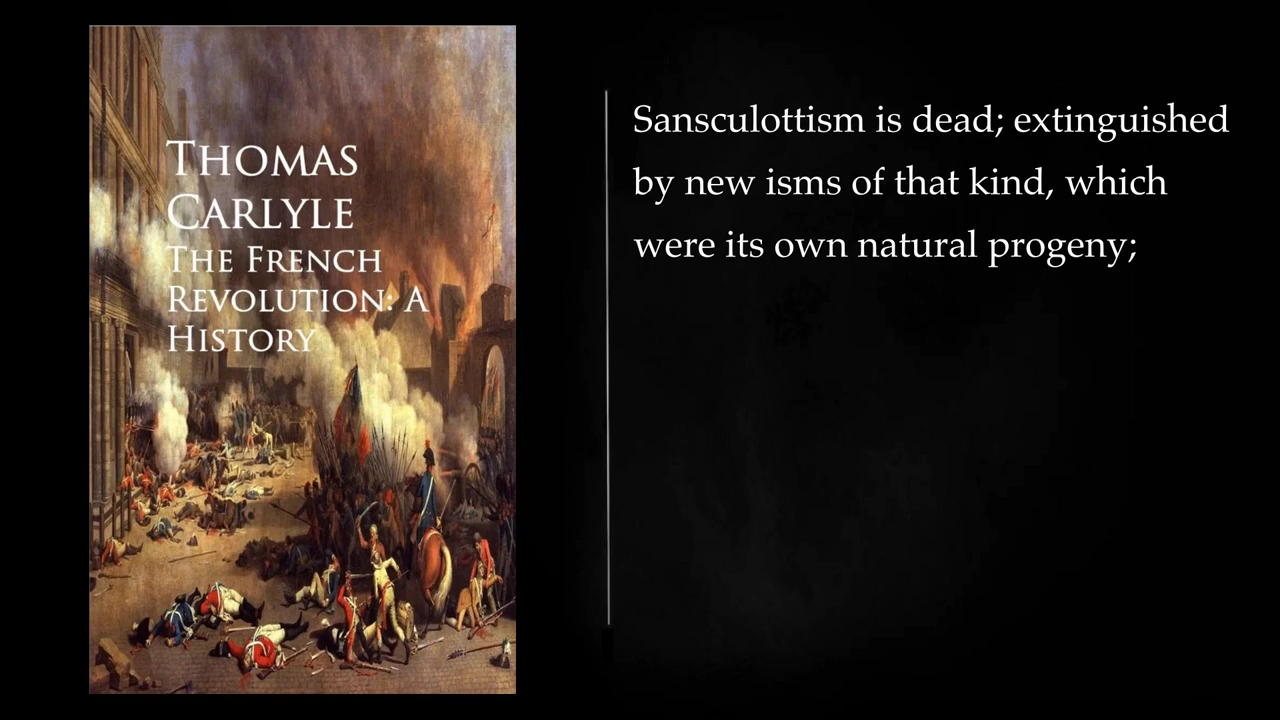 THOMAS
CARLYLE
THE FRENCH
REVOLUTION: A
HISTORY
Sansculottism is dead; extinguished
by new isms of that kind, which
were its own natural progeny;